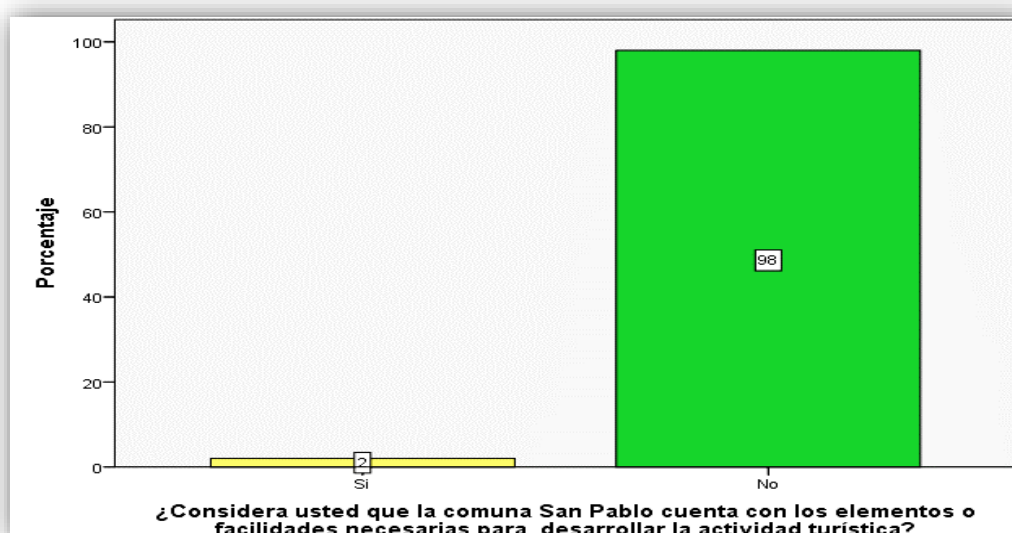 100
80
60
40
20
0
Porcentaje
2
98
Si
No
¿Considera usted que la comuna San Pablo cuenta con los elementos o
facilidades necesarias para desarrollar la actividad turística?